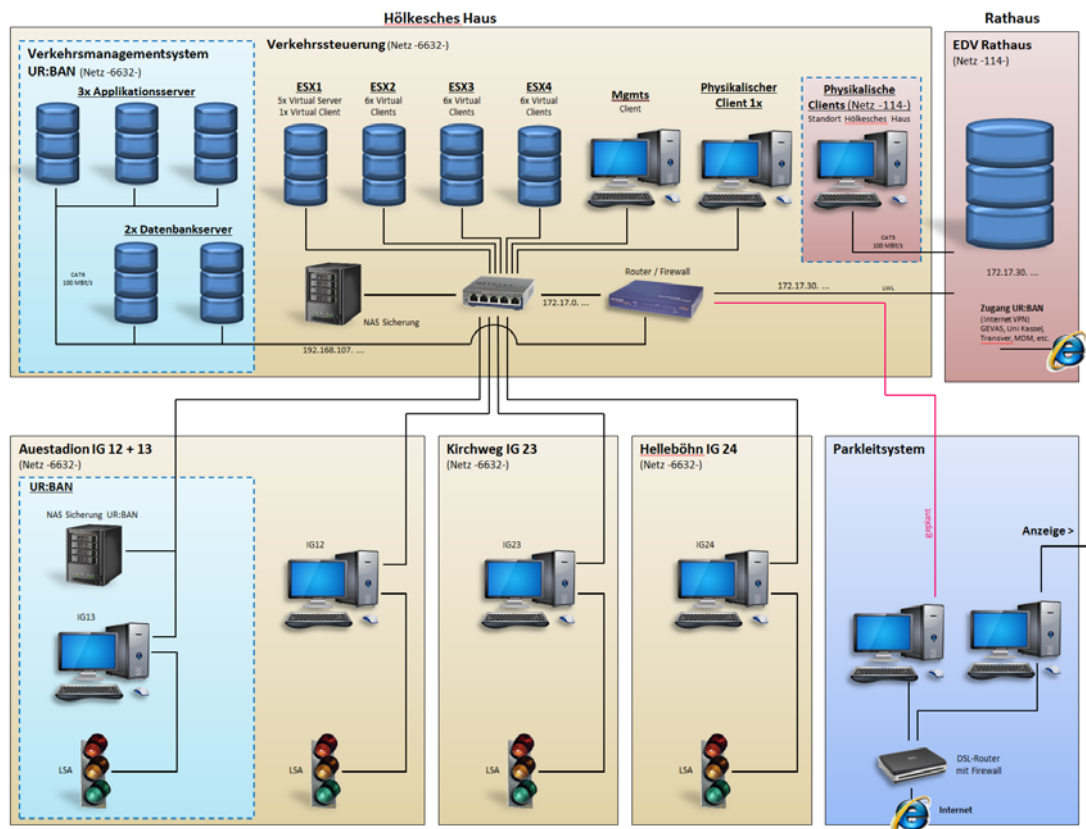 Hölkesches Haus
Rathaus
Verkehrsmanagementsystem
UR:BAN (Netz -6632-)
3x Applikationsserver
2x Datenbankserver
CAT6
100 MBit/s
Verkehrssteuerung (Netz -6632-)
ESX1
5x Virtual Server
1x Virtual Client
ESX2
6x Virtual
Clients
ESX3
6x Virtual
Clients
ESX4
6x Virtual
Clients
Mgmts
Client
Physikalischer
Client 1x
Physikalische
Clients (Netz -114-)
Standort Hölkesches Haus
CAT5
100 MBit/s
NAS Sicherung
Router / Firewall
172.17.0. ...
192.168.107. ...
172.17.30. ...
LWL
EDV Rathaus
(Netz -114-)
172.17.30. ...
Zugang UR:BAN
(Internet VPN)
GEVAS, Uni Kassel,
Transver, MDM, etc.
Auestadion IG 12 + 13
(Netz -6632-)
UR:BAN
NAS Sicherung UR:BAN
IG13
LSA
IG12
LSA
Kirchweg IG 23
(Netz -6632-)
IG23
LSA
Helleböhn IG 24
(Netz -6632-)
IG24
LSA
Parkleitsystem
geplant
Anzeige >
DSL-Router
mit Firewall
Internet